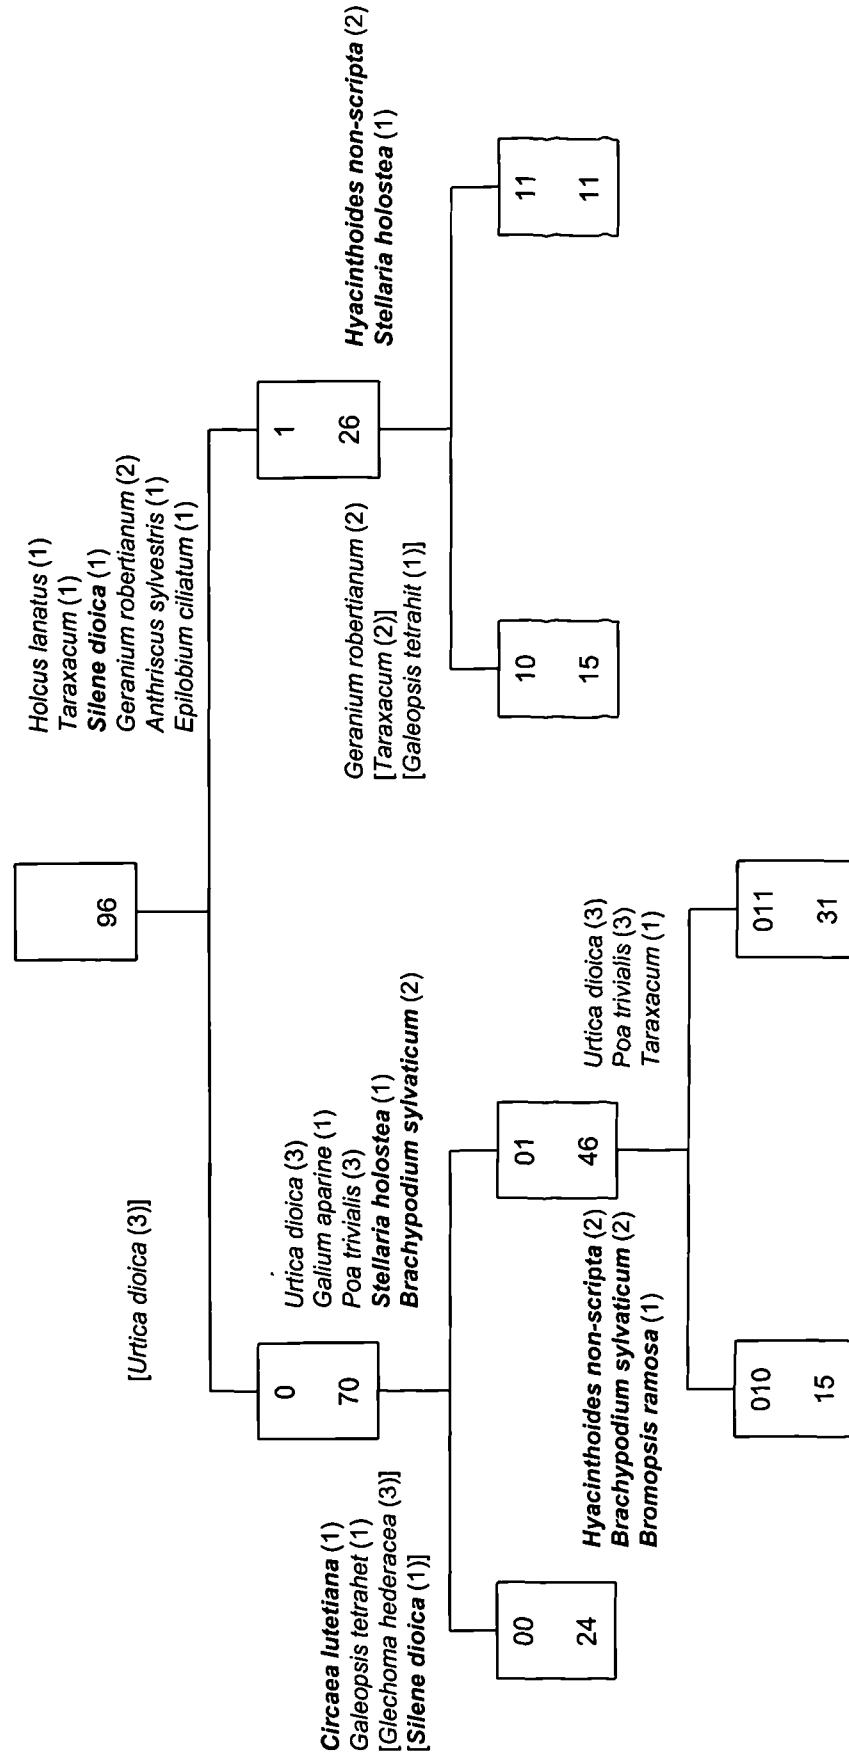 96
[Urtica dioica (3)]
Holcus lanatus (1)
Taraxacum (1)
Silene dioica (1)
Geranium robertianum (2)
Anthriscus sylvestris (1)
Epilobium ciliatum (1)
0
70
1
26
Circaea lutetiana (1)
Galeopsis tetrahet (1)
[Glechoma hederacea (3)]
[Silene dioica (1)]
Urtica dioica (3)
Galium aparine (1)
Poa trivialis (3)
Stellaria holostea (1)
Brachypodium sylvaticum (2)
Geranium robertianum (2)
[Taraxacum (2)]
[Galeopsis tetrahit (1)]
Hyacinthoides non-scripta (2)
Stellaria holostea (1)
00
24
01
46
10
15
11
11
Hyacinthoides non-scripta (2)
Brachypodium sylvaticum (2)
Bromopsis ramosa (1)
Urtica dioica (3)
Poa trivialis (3)
Taraxacum (1)
010
15
011
31